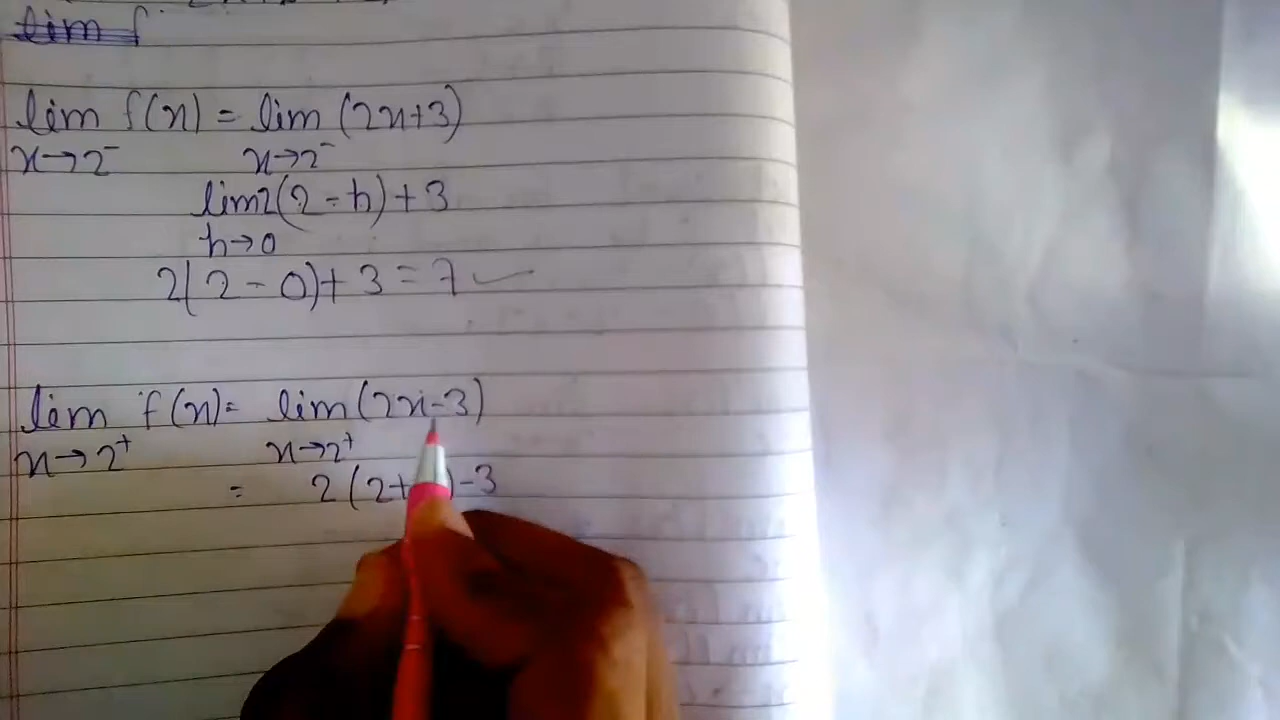 lim f
lim f(x) = lim (2x+3)
x→2⁻ x→2⁻
lim 2(2-h)+3
h→0
2(2-0)+3=7
lim f(x)= lim (2x-3)
x→2⁺ x→2⁺
= 2(2+ )-3